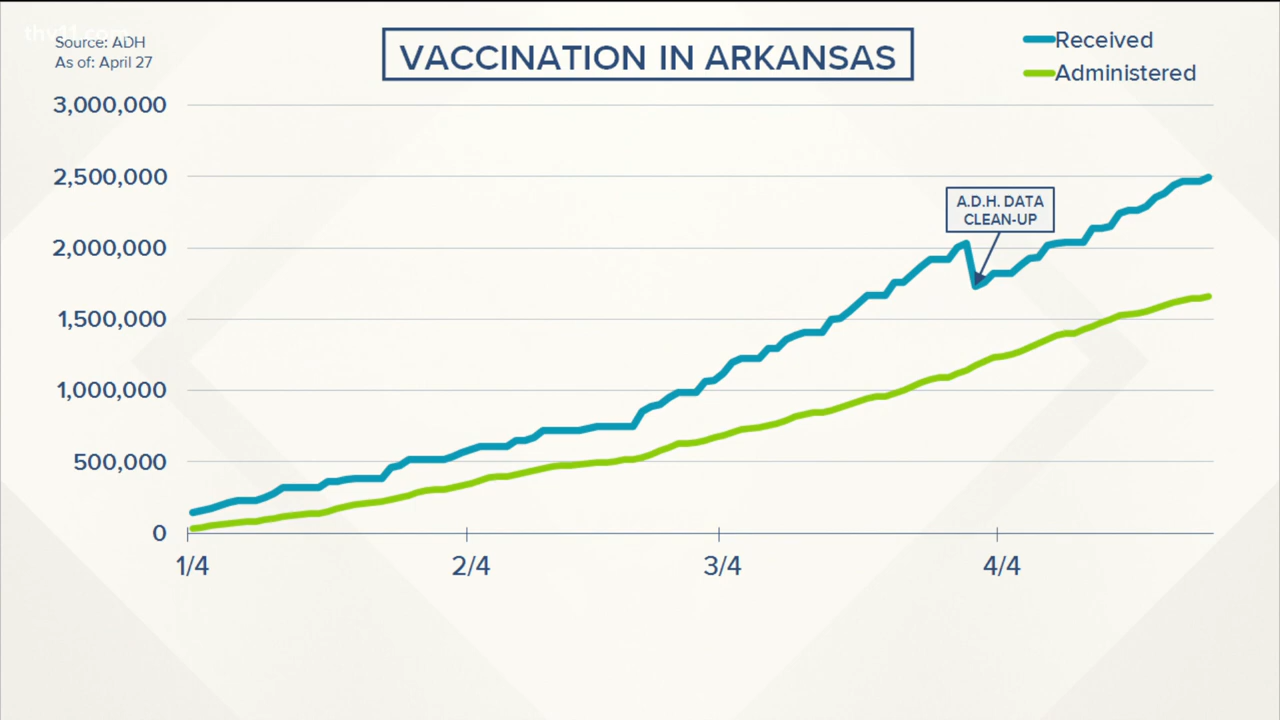 Source: ADH
As of: April 27
VACCINATION IN ARKANSAS
Received
Administered
3,000,000
2,500,000
A.D.H. DATA
CLEAN-UP
2,000,000
1,500,000
1,000,000
500,000
0
1/4
2/4
3/4
4/4